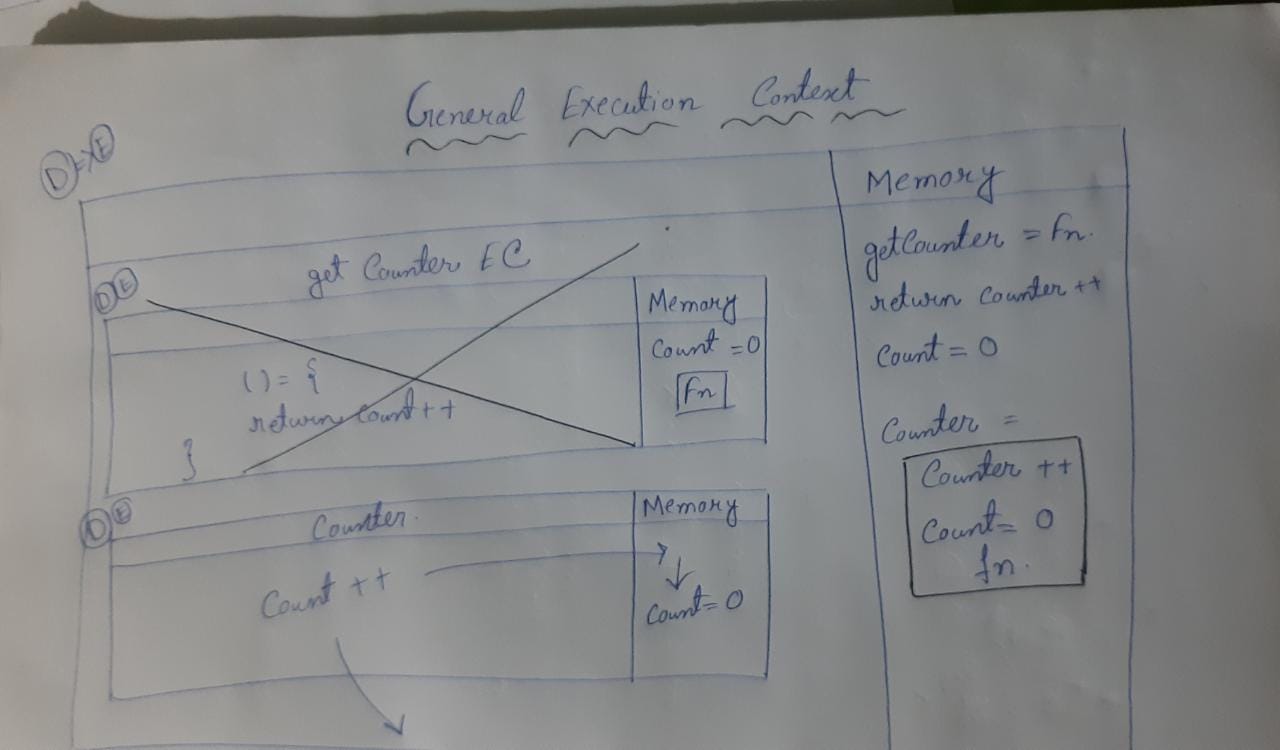 General Execution Context
D => E
Memory
getCounter = Fn.
return Counter ++
Count = 0
Counter =
Counter ++
Count = 0
fn.
get Counter EC
D E
Memory
Count = 0
Fn
() = {
return Count ++
}
D E
Counter.
Memory
Count ++
Count = 0